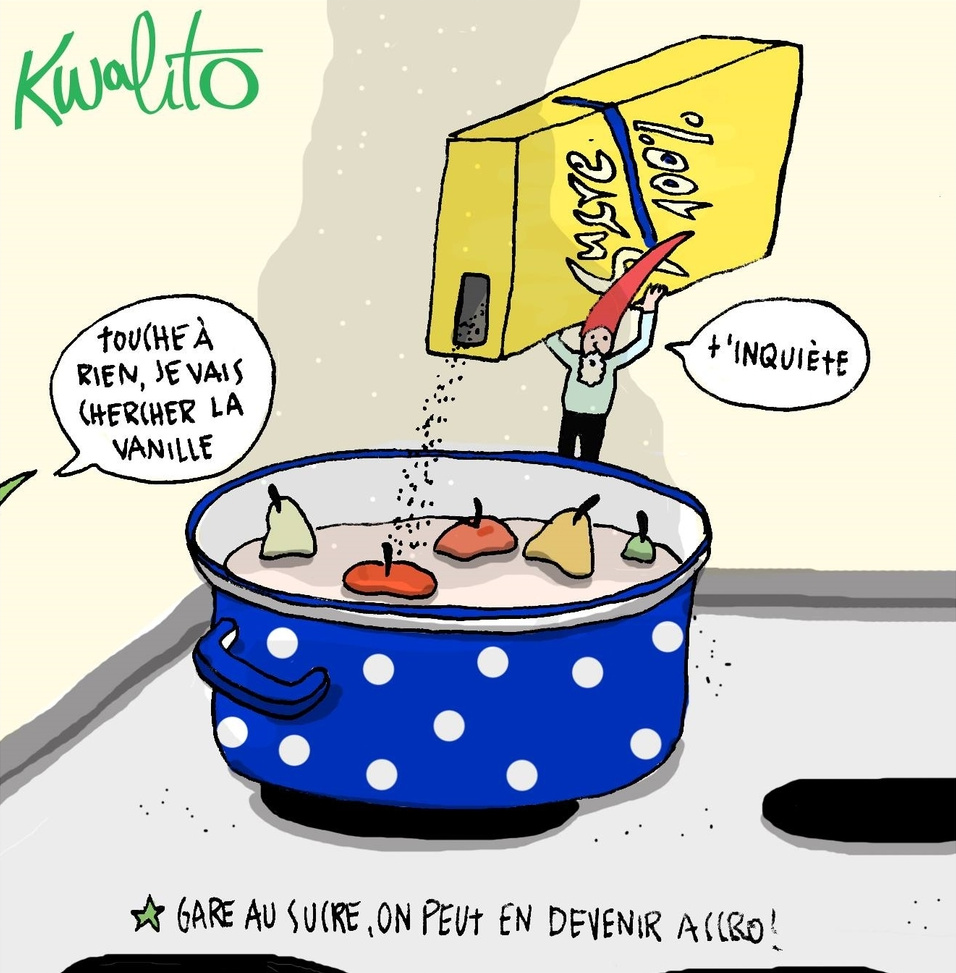 Kwalito
Sucre
100%
TOUCHE À
RIEN, JE VAIS
CHERCHER LA
VANILLE
t'INQUIÈtE
GARE AU SUCRE, ON PEUt EN DEVENIR ACCRO!